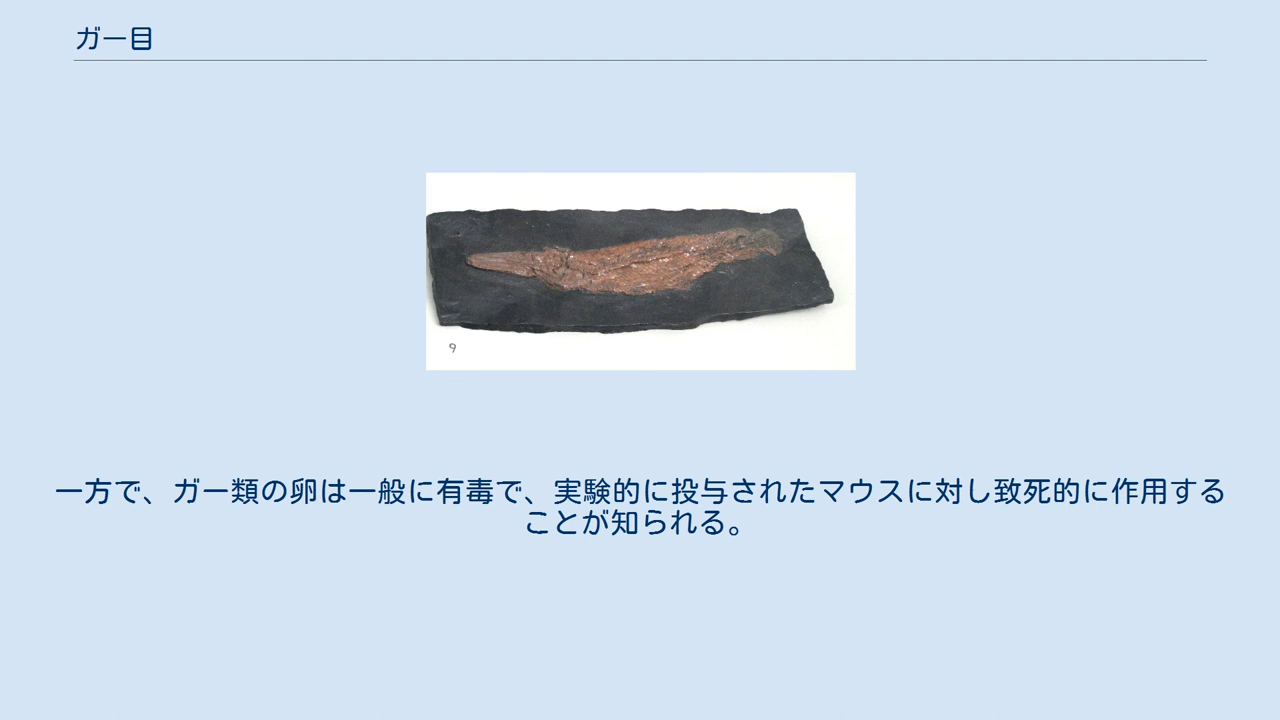 ガー目
9
一方で、ガー類の卵は一般に有毒で、実験的に投与されたマウスに対し致死的に作用する
ことが知られる。